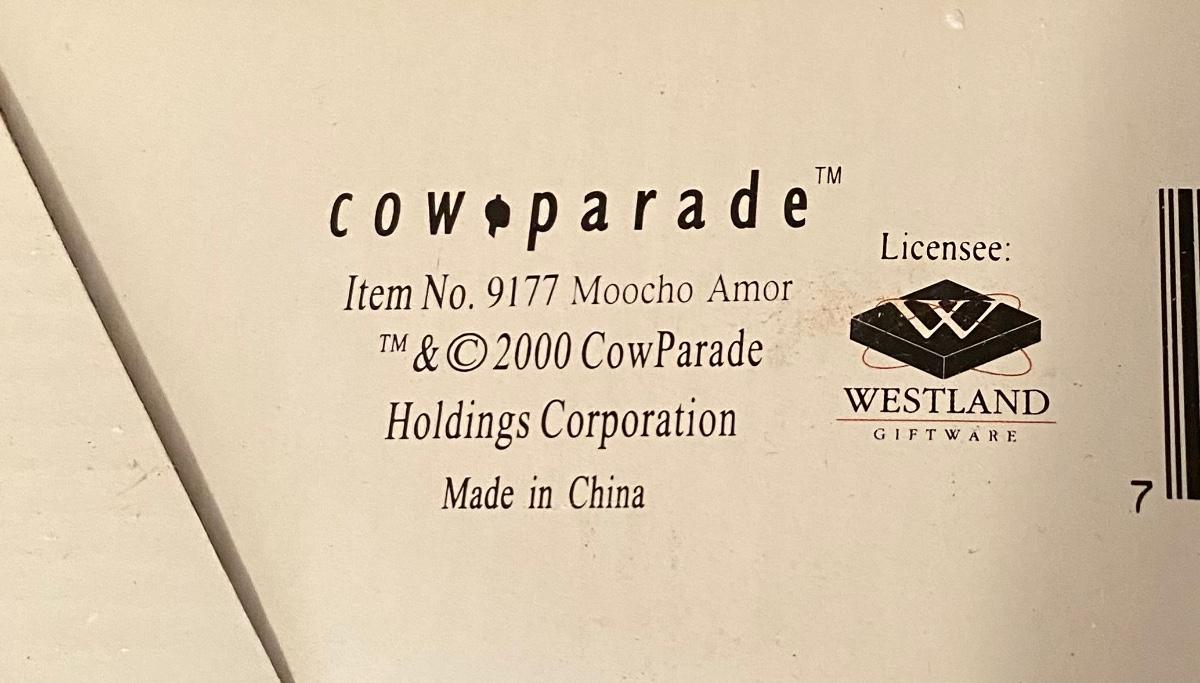 cow parade™
Item No. 9177 Moocho Amor
™ & © 2000 CowParade
Holdings Corporation
Made in China
Licensee:
W
WESTLAND
GIFTWARE
7